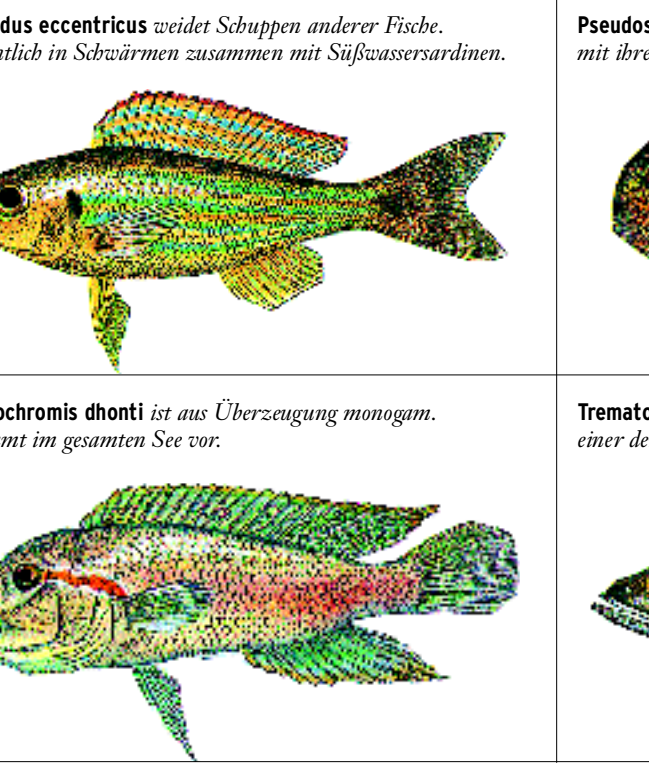 dus eccentricus weidet Schuppen anderer Fische.
ntlich in Schwärmen zusammen mit Süßwassersardinen.
Pseudos
mit ihre
ochromis dhonti ist aus Überzeugung monogam.
mt im gesamten See vor.
Tremato
einer de